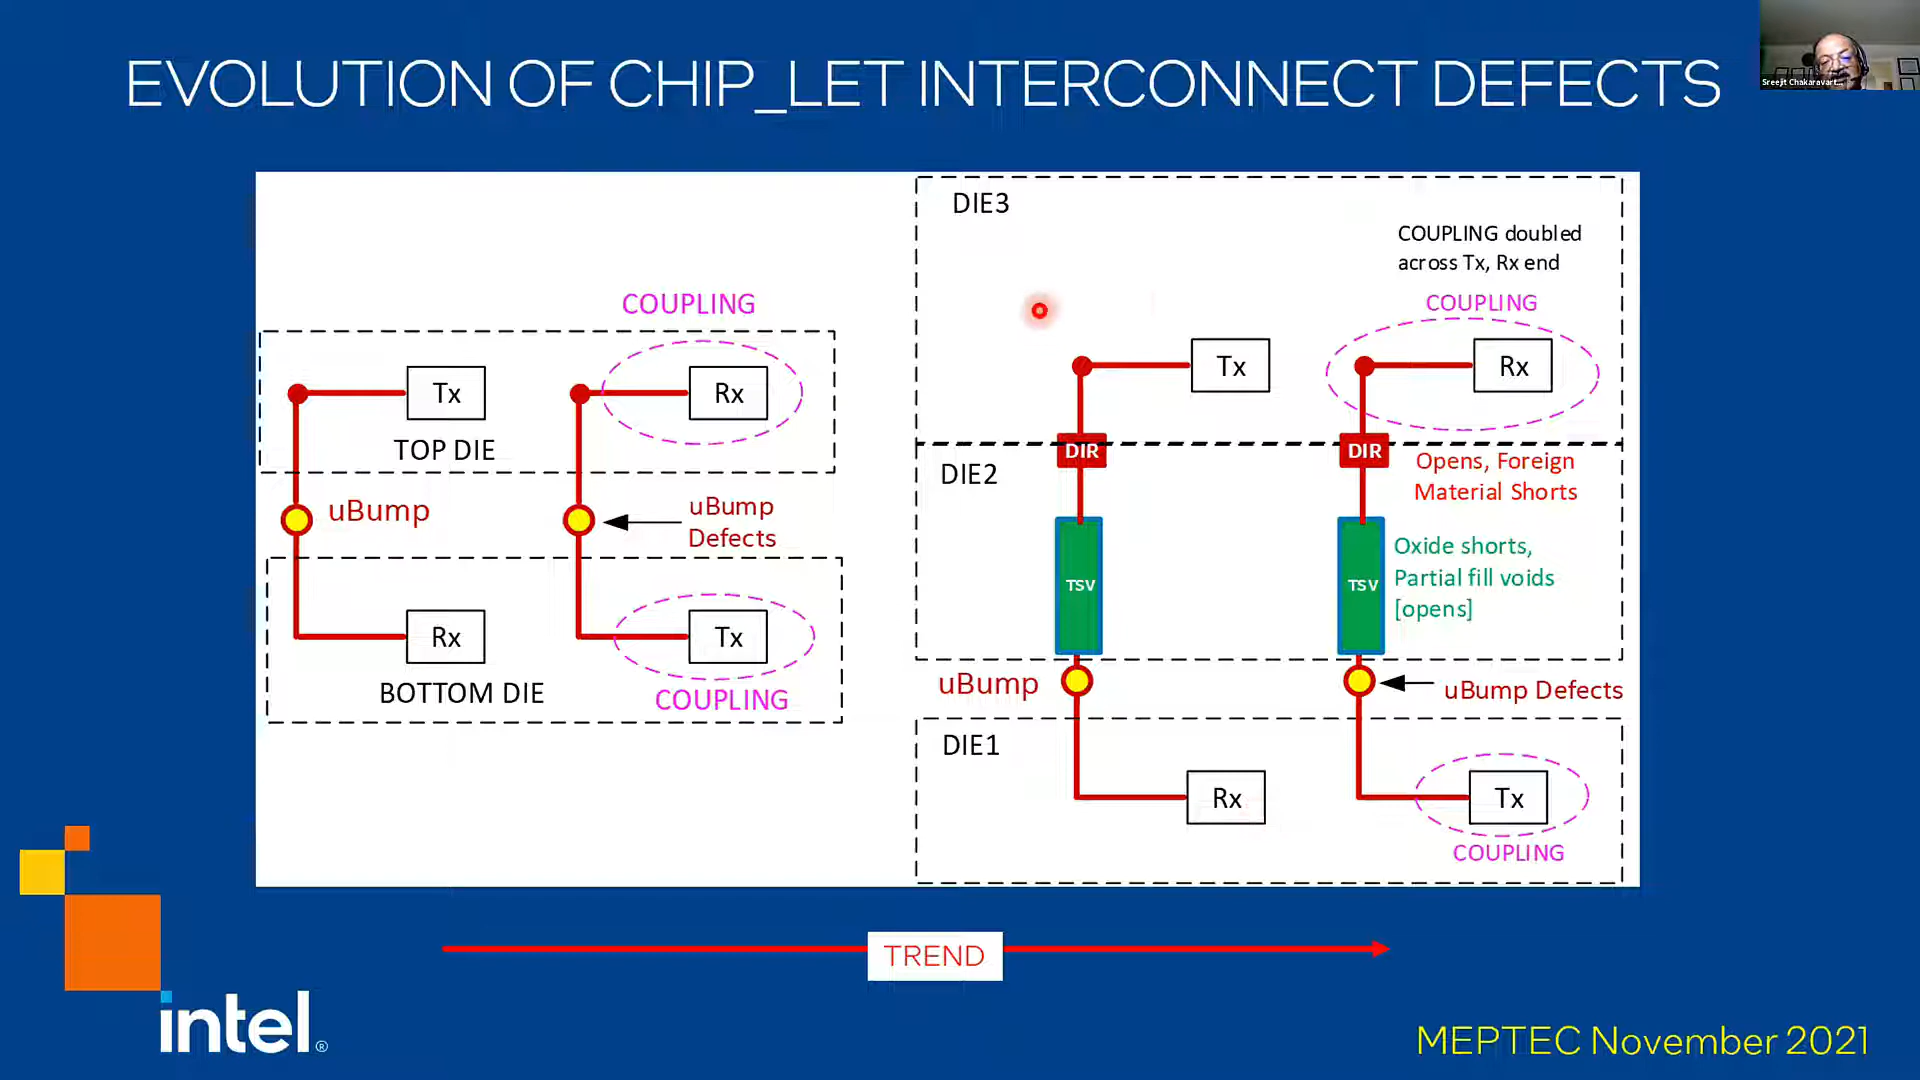 EVOLUTION OF CHIP_LET INTERCONNECT DEFECTS
Sreejit Chakaravart...
COUPLING
Tx
Rx
TOP DIE
uBump
uBump
Defects
Rx
Tx
BOTTOM DIE
COUPLING
DIE3
COUPLING doubled
across Tx, Rx end
COUPLING
Tx
Rx
DIR
DIR
DIE2
Opens, Foreign
Material Shorts
TSV
TSV
Oxide shorts,
Partial fill voids
[opens]
uBump
uBump Defects
DIE1
Rx
Tx
COUPLING
TREND
intel®
MEPTEC November 2021